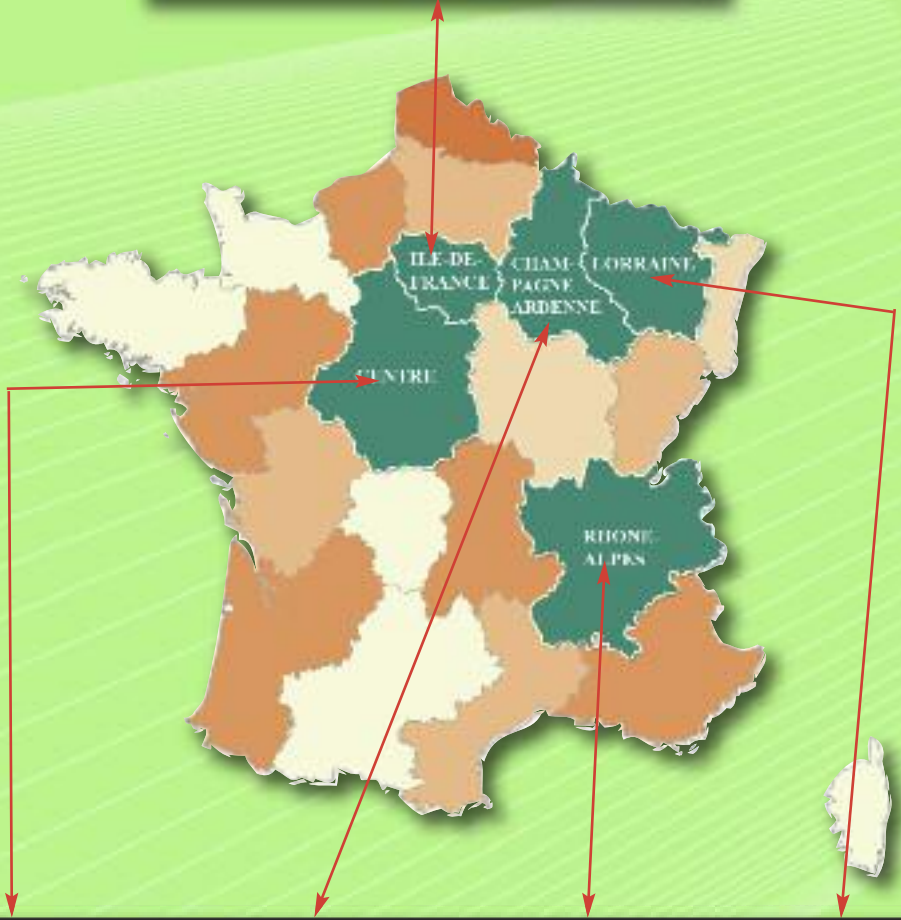 ILE-DE-
FRANCE
CHAM-
PAGNE
ARDENNE
LORRAINE
CENTRE
RHONE-
ALPES